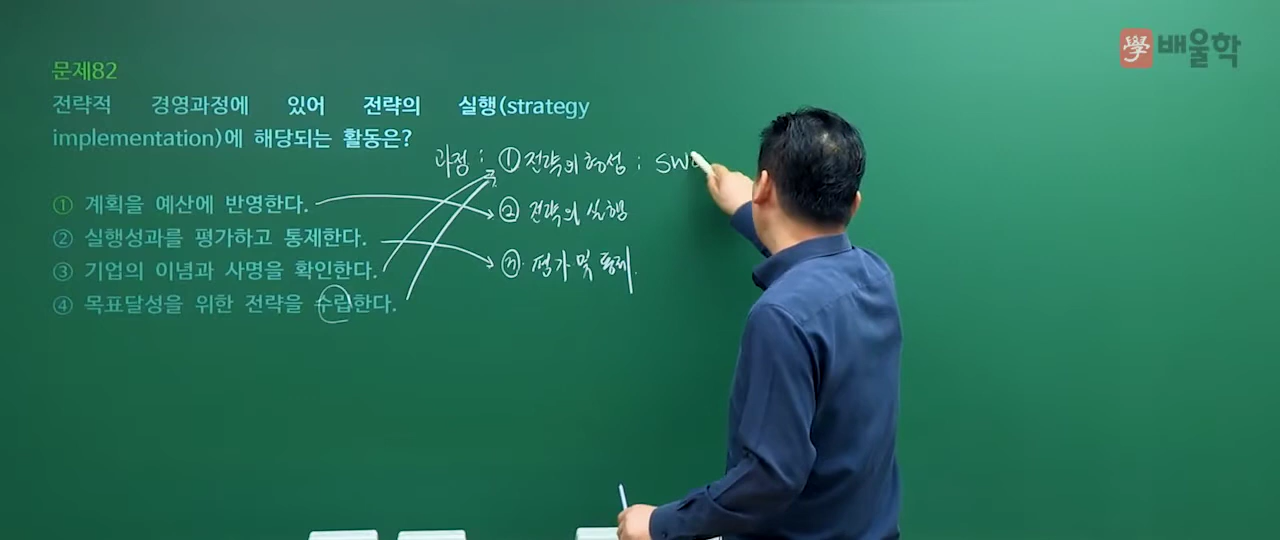 學 배울학
문제82
전략적 경영과정에 있어 전략의 실행(strategy
implementation)에 해당되는 활동은?
① 계획을 예산에 반영한다.
② 실행성과를 평가하고 통제한다.
③ 기업의 이념과 사명을 확인한다.
④ 목표달성을 위한 전략을 수립한다.
과정 : ① 전략의 형성 : SW
② 전략의 실행
③ 평가 및 통제.